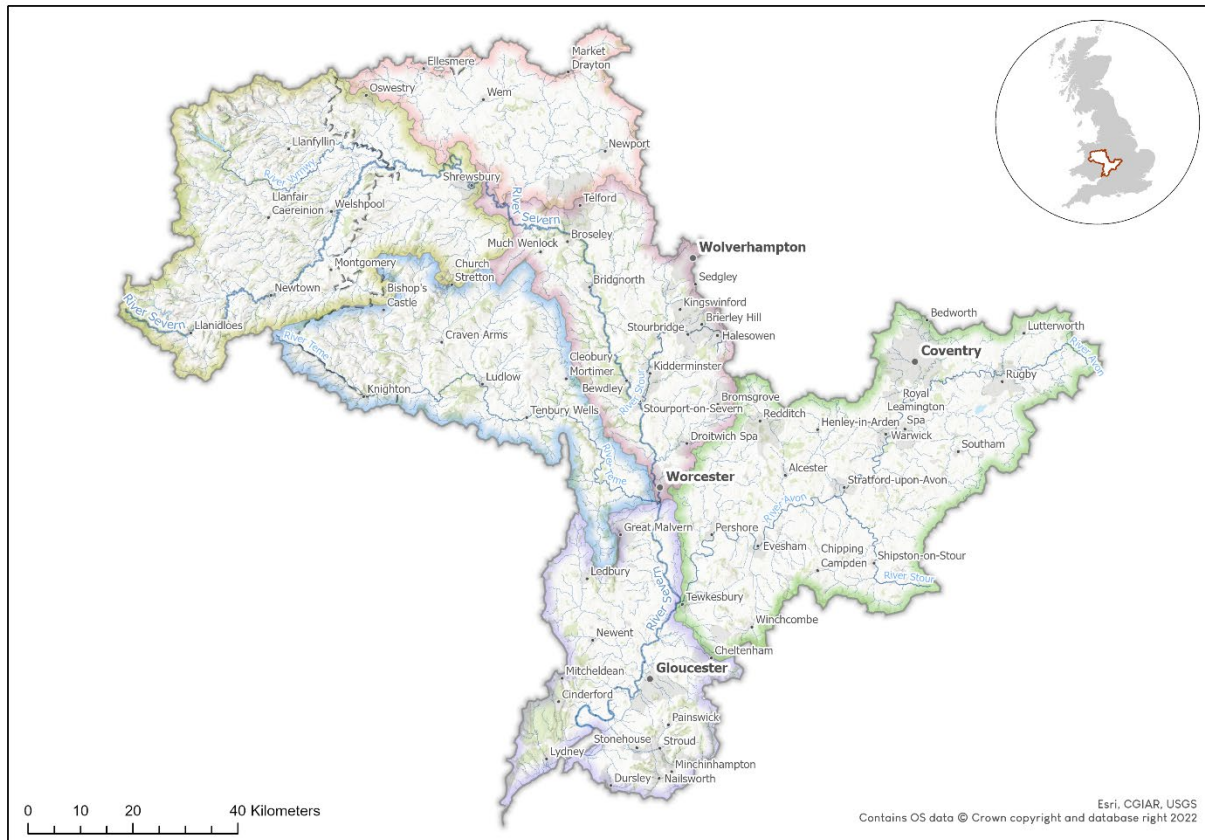 Market
Drayton
Ellesmere
Oswestry
Wem
Llanfyllin
Newport
River Vyrnwy
Shrewsbury
River Severn
Telford
Llanfair
Caereinion
Welshpool
Broseley
Much Wenlock
Wolverhampton
Montgomery
Church
Stretton
Sedgley
Bishop's
Castle
Bridgnorth
Newtown
River Severn
Llanidloes
Kingswinford
Brierley Hill
Stourbridge
Halesowen
Bedworth
Lutterworth
River Teme
Craven Arms
Coventry
River Avon
Cleobury
Mortimer
Kidderminster
Rugby
Knighton
Ludlow
Bewdley
River Stour
Stourport-on-Severn
Bromsgrove
Royal
Leamington
Spa
Tenbury Wells
Redditch
Henley-in-Arden
Warwick
Droitwich Spa
Southam
River Teme
Worcester
Alcester
Stratford-upon-Avon
River Avon
Great Malvern
Pershore
Evesham
Chipping
Campden
Shipston-on-Stour
River Stour
Ledbury
River Severn
Tewkesbury
Winchcombe
Newent
Cheltenham
Mitcheldean
Gloucester
Cinderford
Painswick
Stonehouse
Stroud
Lydney
Minchinhampton
Nailsworth
Dursley
0 10 20 40 Kilometers
Esri, CGIAR, USGS
Contains OS data © Crown copyright and database right 2022